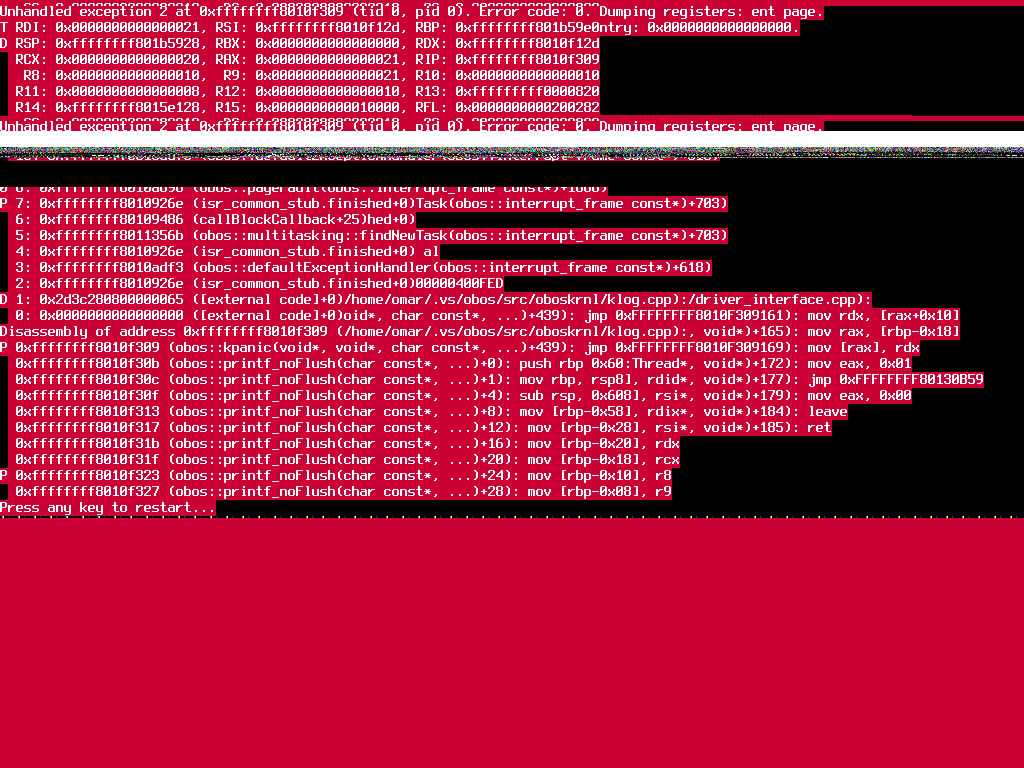 Unhandled exception 2 at 0xffffffff8010f309 (tid 0, pid 0). Error code: 0. Dumping registers: ent page.
T RDI: 0x0000000000000021, RSI: 0xffffffff8010f12d, RBP: 0xffffffff801b59e0ntry: 0x0000000000000000.
D RSP: 0xffffffff801b5928, RBX: 0x0000000000000000, RDX: 0xffffffff8010f12d
RCX: 0x0000000000000020, RAX: 0x0000000000000021, RIP: 0xffffffff8010f309
R8: 0x0000000000000010, R9: 0x0000000000000021, R10: 0x0000000000000010
R11: 0x0000000000000008, R12: 0x0000000000000010, R13: 0xfffffffff0000820
R14: 0xffffffff8015e128, R15: 0x0000000000010000, RFL: 0x0000000000200282
Unhandled exception 2 at 0xffffffff8010f309 (tid 0, pid 0). Error code: 0. Dumping registers: ent page.
(obos::pageFault(obos::interrupt_frame const*)+1666)
P 7: 0xffffffff8010926e (isr_common_stub.finished+0)Task(obos::interrupt_frame const*)+703)
6: 0xffffffff80109486 (callBlockCallback+25)hed+0)
5: 0xffffffff8011356b (obos::multitasking::findNewTask(obos::interrupt_frame const*)+703)
4: 0xffffffff8010926e (isr_common_stub.finished+0) al
3: 0xffffffff8010adf3 (obos::defaultExceptionHandler(obos::interrupt_frame const*)+618)
2: 0xffffffff8010926e (isr_common_stub.finished+0)00000400FED
D 1: 0x2d3c280800000065 ([external code]+0)/home/omar/.vs/obos/src/oboskrnl/klog.cpp):/driver_interface.cpp):
0: 0x0000000000000000 ([external code]+0)oid*, char const*, ...)+439): jmp 0xFFFFFFFF8010F309161): mov rdx, [rax+0x10]
Disassembly of address 0xffffffff8010f309 (/home/omar/.vs/obos/src/oboskrnl/klog.cpp):, void*)+165): mov rax, [rbp-0x18]
P 0xffffffff8010f309 (obos::kpanic(void*, void*, char const*, ...)+439): jmp 0xFFFFFFFF8010F309169): mov [rax], rdx
0xffffffff8010f30b (obos::printf_noFlush(char const*, ...)+0): push rbp 0x60:Thread*, void*)+172): mov eax, 0x01
0xffffffff8010f30c (obos::printf_noFlush(char const*, ...)+1): mov rbp, rsp8], rdid*, void*)+177): jmp 0xFFFFFFFF80130B59
0xffffffff8010f30f (obos::printf_noFlush(char const*, ...)+4): sub rsp, 0x608], rsi*, void*)+179): mov eax, 0x00
0xffffffff8010f313 (obos::printf_noFlush(char const*, ...)+8): mov [rbp-0x58], rdix*, void*)+184): leave
0xffffffff8010f317 (obos::printf_noFlush(char const*, ...)+12): mov [rbp-0x28], rsi*, void*)+185): ret
0xffffffff8010f31b (obos::printf_noFlush(char const*, ...)+16): mov [rbp-0x20], rdx
0xffffffff8010f31f (obos::printf_noFlush(char const*, ...)+20): mov [rbp-0x18], rcx
P 0xffffffff8010f323 (obos::printf_noFlush(char const*, ...)+24): mov [rbp-0x10], r8
0xffffffff8010f327 (obos::printf_noFlush(char const*, ...)+28): mov [rbp-0x08], r9
Press any key to restart...